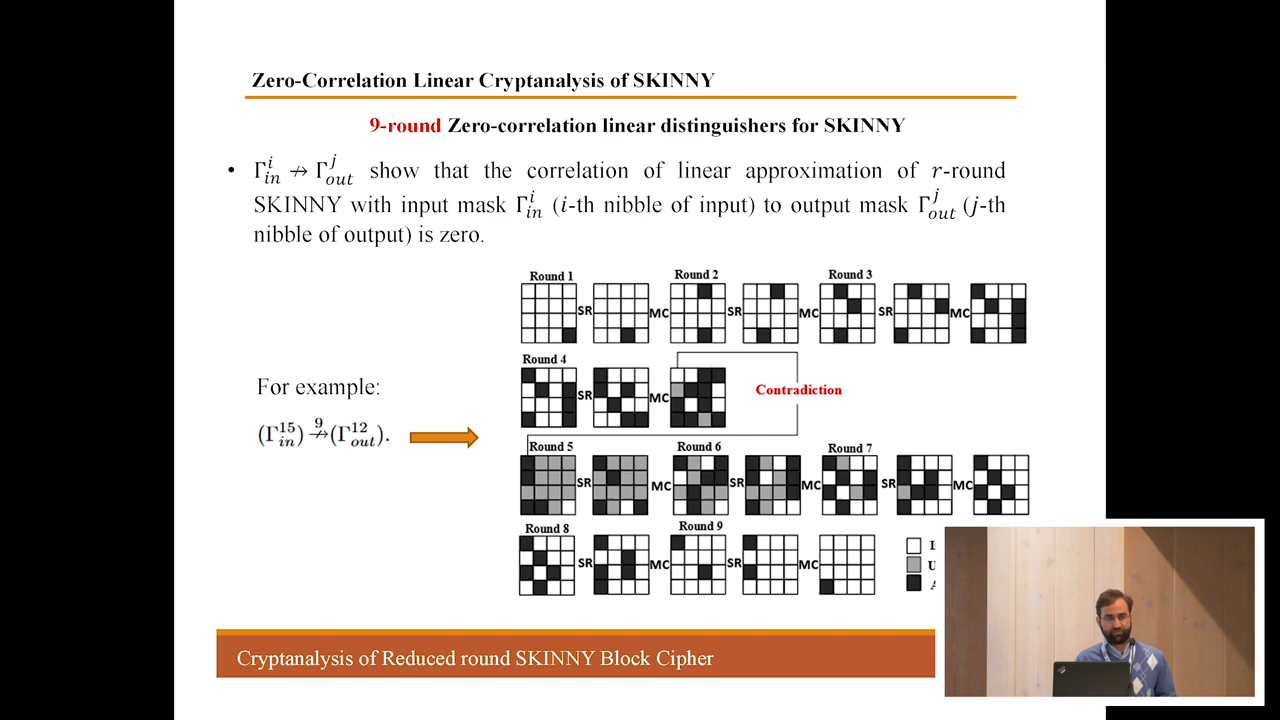 Zero-Correlation Linear Cryptanalysis of SKINNY
9-round Zero-correlation linear distinguishers for SKINNY
• Γ^i_in ↛ Γ^j_out show that the correlation of linear approximation of r-round
SKINNY with input mask Γ^i_in (i-th nibble of input) to output mask Γ^j_out (j-th
nibble of output) is zero.
Round 1 Round 2 Round 3
SR MC SR MC SR MC
Round 4
SR MC
Contradiction
For example:
(Γ^15_in) ↛^9 (Γ^12_out).
Round 5 Round 6 Round 7
SR MC SR MC SR MC
Round 8 Round 9
SR MC SR MC
U
Cryptanalysis of Reduced round SKINNY Block Cipher